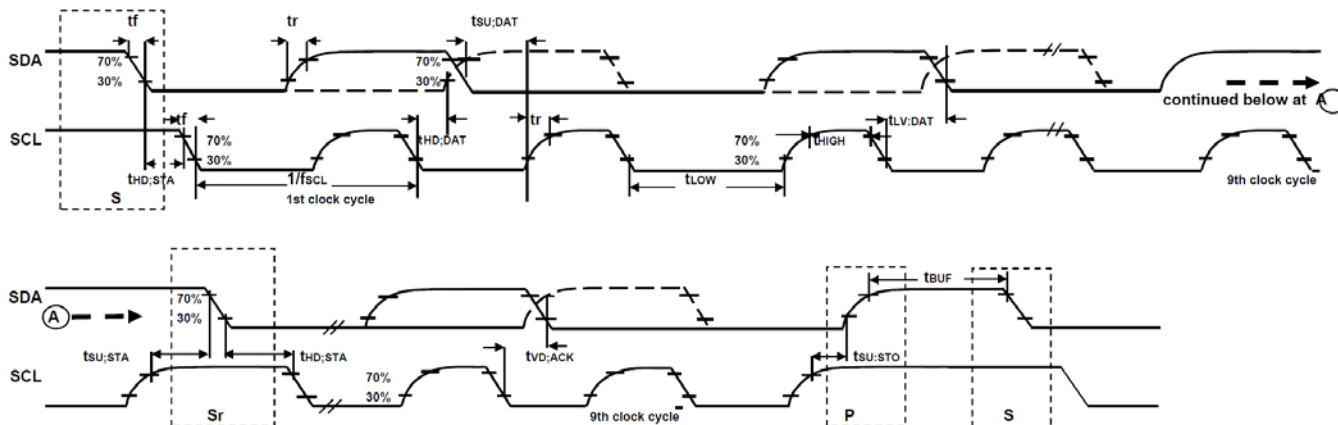 tf tr tSU;DAT
SDA 70% 70%
30% 30%
continued below at A
tf tHD;DAT tr tHIGH tLV;DAT
SCL 70% 70%
30% 30%
tHD;STA 1/fSCL tLOW
S 1st clock cycle 9th clock cycle
tBUF
SDA 70%
A 30%
tSU;STA tHD;STA tVD;ACK tSU:STO
SCL 70%
30%
Sr 9th clock cycle P S